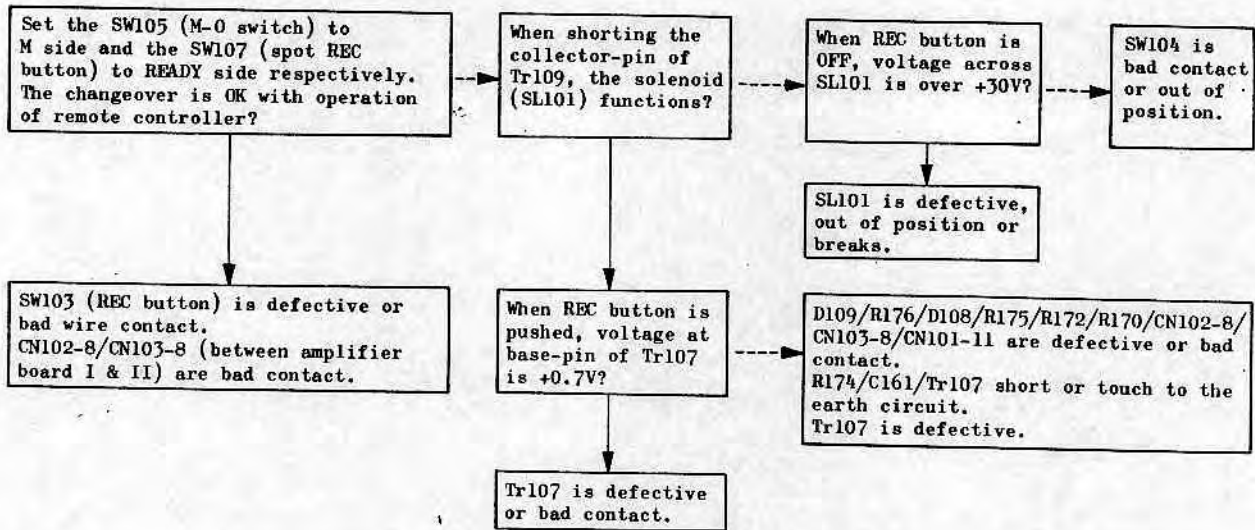 Set the SW105 (M-O switch) to
M side and the SW107 (spot REC
button) to READY side respectively.
The changeover is OK with operation
of remote controller?
When shorting the
collector-pin of
Tr109, the solenoid
(SL101) functions?
When REC button is
OFF, voltage across
SL101 is over +30V?
SW104 is
bad contact
or out of
position.
SL101 is defective,
out of position or
breaks.
SW103 (REC button) is defective or
bad wire contact.
CN102-8/CN103-8 (between amplifier
board I & II) are bad contact.
When REC button is
pushed, voltage at
base-pin of Tr107
is +0.7V?
D109/R176/D108/R175/R172/R170/CN102-8/
CN103-8/CN101-11 are defective or bad
contact.
R174/C161/Tr107 short or touch to the
earth circuit.
Tr107 is defective.
Tr107 is defective
or bad contact.